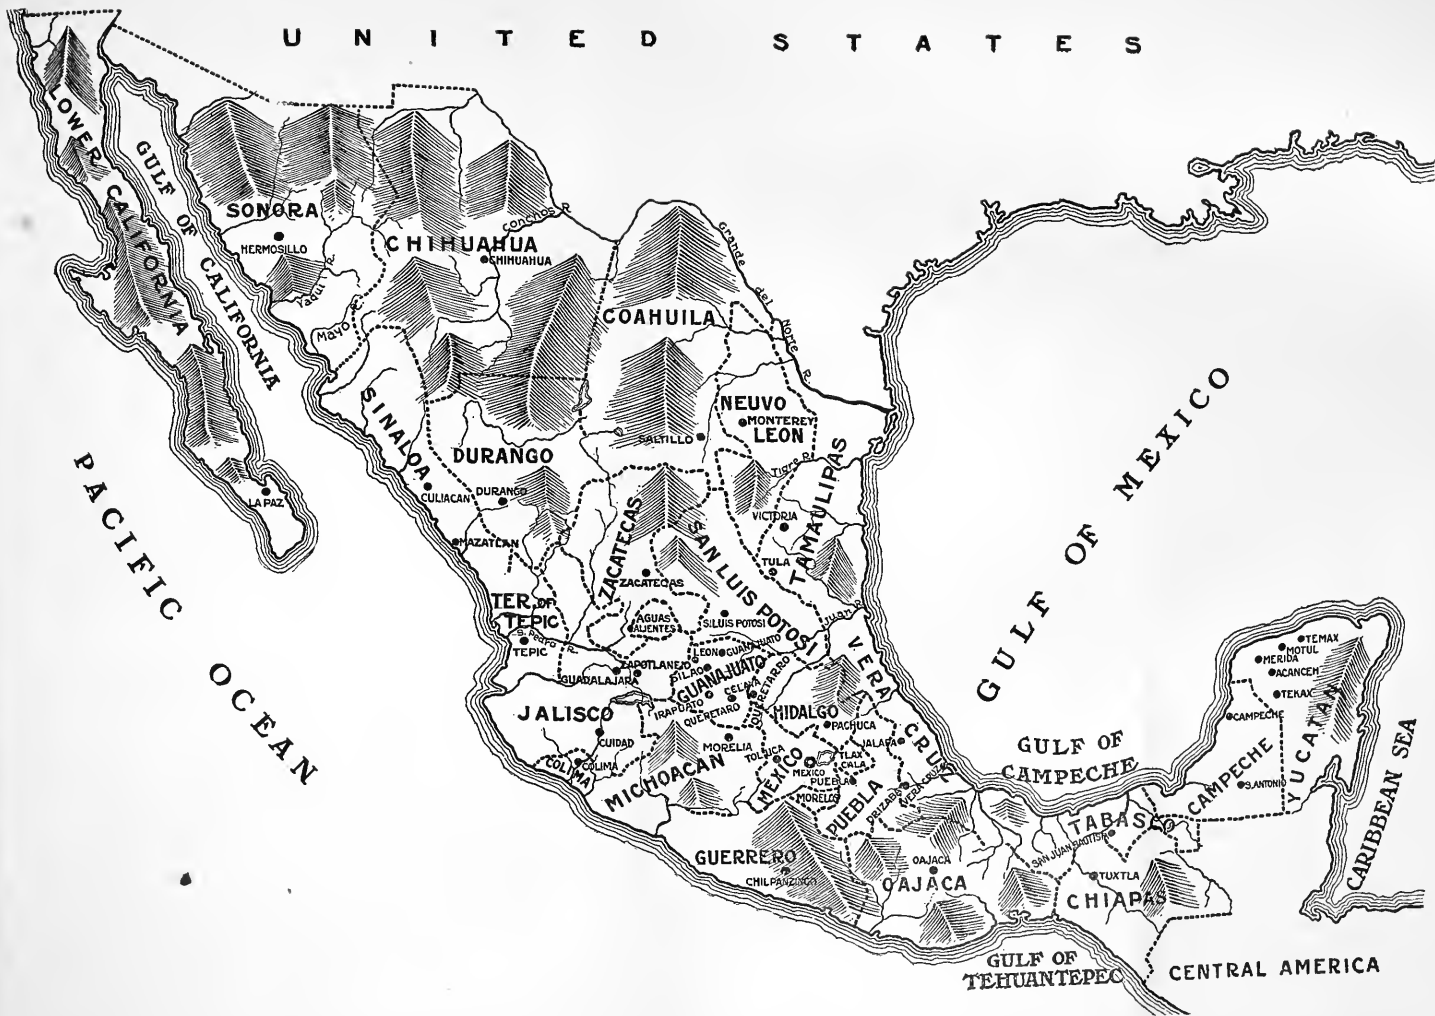 UNITED STATES
LOWER CALIFORNIA
GULF OF CALIFORNIA
SONORA
HERMOSILLO
Yaqui R.
Mayo R.
CHIHUAHUA
CHIHUAHUA
Conchos R.
Grande del Norte R.
COAHUILA
SALTILLO
NEUVO
LEON
MONTEREY
Tigre R.
TAMAULIPAS
VICTORIA
TULA
SINALOA
CULIACAN
MAZATLAN
DURANGO
DURANGO
LA PAZ
PACIFIC OCEAN
GULF OF MEXICO
ZACATECAS
ZACATECAS
SAN LUIS POTOSI
S. LUIS POTOSI
AGUAS
ALIENTES
TER. OF
TEPIC
S. Pedro R.
TEPIC
Juan R.
LEON
GUANAJUATO
SILAO
GUANAJUATO
IRAPUATO
CELAYA
QUERETARO
QUERETARRO
ZAPOTLANEJO
GUADALAJARA
JALISCO
CUIDAD
COLIMA
COLIMA
MICHOACAN
MORELIA
TOLUCA
MEXICO
MEXICO
HIDALGO
PACHUCA
TLAX
CALA
PUEBLA
PUEBLA
MORELOS
JALAPA
VERA CRUZ
VERA CRUZ
ORIZABA
GUERRERO
CHILPANZINGO
OAJACA
OAJACA
GULF OF
TEHUANTEPEC
GULF OF
CAMPECHE
TABASCO
SAN JUAN BAUTISTA
TUXTLA
CHIAPAS
CAMPECHE
CAMPECHE
S. ANTONIO
YUCATAN
TEMAX
MOTUL
MERIDA
ACANCEH
TEKAX
CARIBBEAN SEA
CENTRAL AMERICA